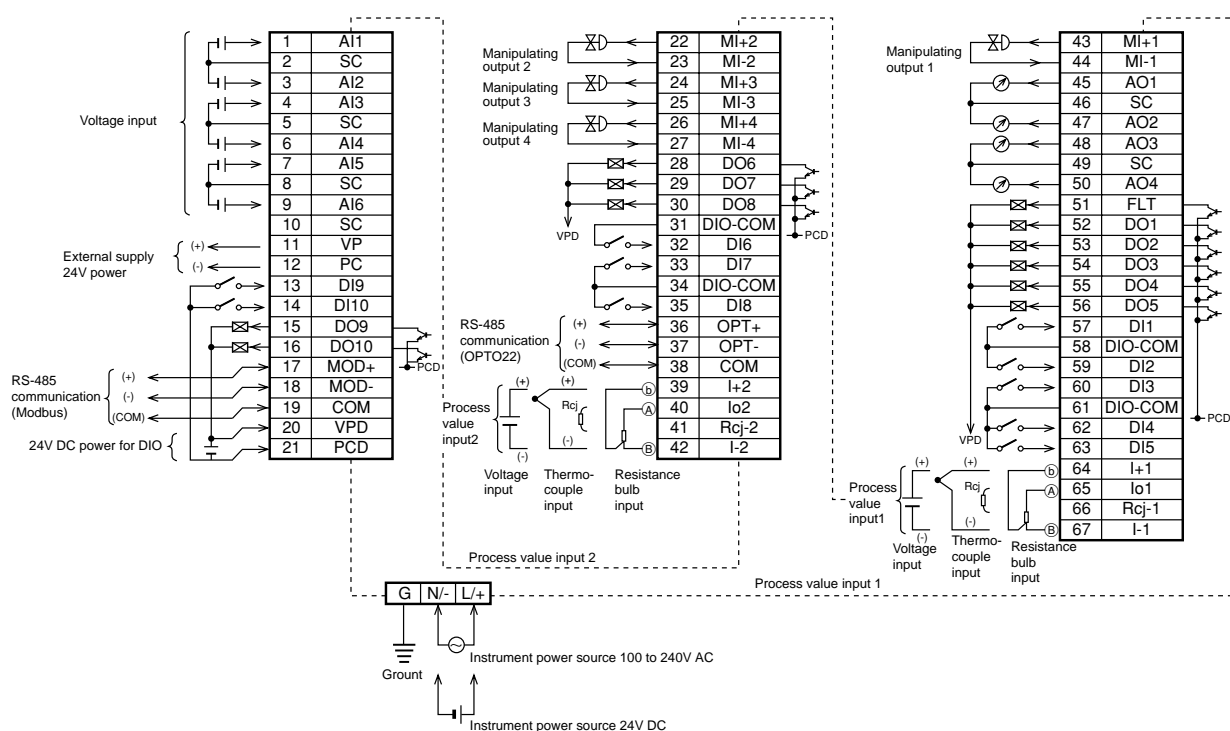 Voltage input
External supply
24V power
(+)
(-)
RS-485
communication
(Modbus)
(+)
(-)
(COM)
24V DC power for DIO
1 AI1
2 SC
3 AI2
4 AI3
5 SC
6 AI4
7 AI5
8 SC
9 AI6
10 SC
11 VP
12 PC
13 DI9
14 DI10
15 DO9
16 DO10
17 MOD+
18 MOD-
19 COM
20 VPD
21 PCD
PCD
Manipulating
output 2
Manipulating
output 3
Manipulating
output 4
VPD
RS-485
communication
(OPTO22)
(+)
(-)
(COM)
Process
value
input2
(+)
(-)
Voltage
input
(+)
Rcj
(-)
Thermo-
couple
input
b
A
B
Resistance
bulb
input
22 MI+2
23 MI-2
24 MI+3
25 MI-3
26 MI+4
27 MI-4
28 DO6
29 DO7
30 DO8
31 DIO-COM
32 DI6
33 DI7
34 DIO-COM
35 DI8
36 OPT+
37 OPT-
38 COM
39 I+2
40 Io2
41 Rcj-2
42 I-2
PCD
Process value input 2
Manipulating
output 1
VPD
Process
value
input1
(+)
(-)
Voltage
input
(+)
Rcj
(-)
Thermo-
couple
input
b
A
B
Resistance
bulb
input
43 MI+1
44 MI-1
45 AO1
46 SC
47 AO2
48 AO3
49 SC
50 AO4
51 FLT
52 DO1
53 DO2
54 DO3
55 DO4
56 DO5
57 DI1
58 DIO-COM
59 DI2
60 DI3
61 DIO-COM
62 DI4
63 DI5
64 I+1
65 Io1
66 Rcj-1
67 I-1
PCD
Process value input 1
G N/- L/+
Grount
Instrument power source 100 to 240V AC
Instrument power source 24V DC